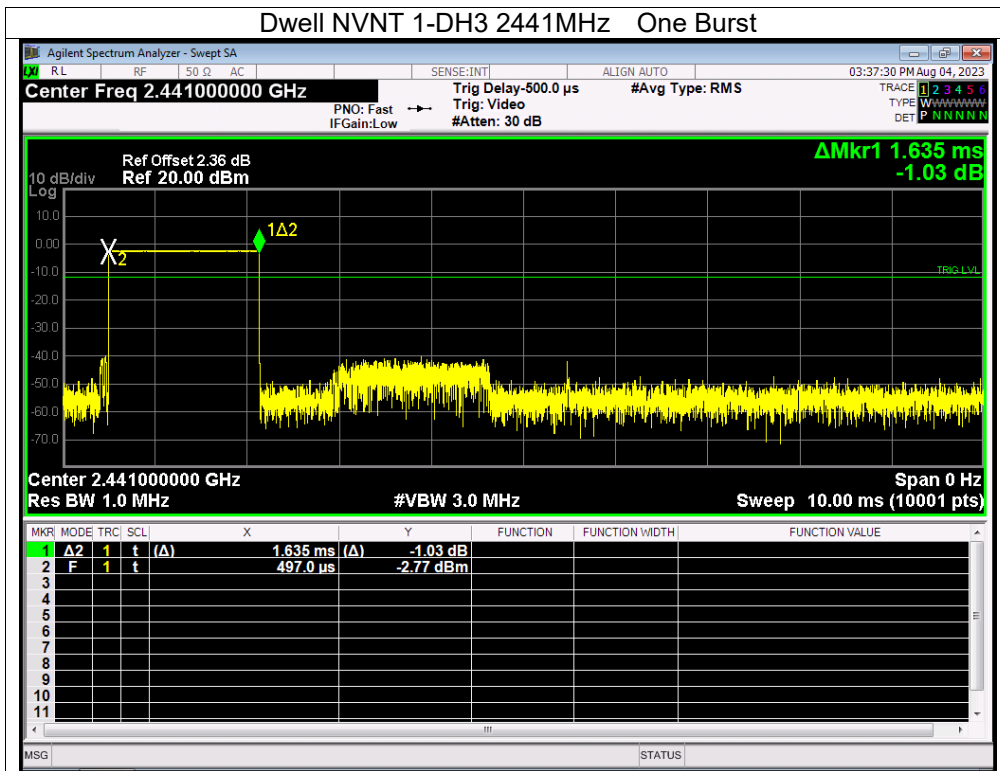 Dwell NVNT 1-DH3 2441MHz One Burst
Agilent Spectrum Analyzer - Swept SA
LXI RL RF 50 Ω AC SENSE:INT ALIGN AUTO 03:37:30 PM Aug 04, 2023
Center Freq 2.441000000 GHz Trig Delay-500.0 µs #Avg Type: RMS TRACE 1 2 3 4 5 6
PNO: Fast Trig: Video TYPE WWWWWW
IFGain:Low #Atten: 30 dB DET P N N N N N
ΔMkr1 1.635 ms
-1.03 dB
Ref Offset 2.36 dB
10 dB/div Ref 20.00 dBm
Log
10.0
0.00
-10.0
-20.0
-30.0
-40.0
-50.0
-60.0
-70.0
1Δ2
2
TRIG LVL
Center 2.441000000 GHz Span 0 Hz
Res BW 1.0 MHz #VBW 3.0 MHz Sweep 10.00 ms (10001 pts)
MKR MODE TRC SCL X Y FUNCTION FUNCTION WIDTH FUNCTION VALUE
1 Δ2 1 t (Δ) 1.635 ms (Δ) -1.03 dB
2 F 1 t 497.0 µs -2.77 dBm
3
4
5
6
7
8
9
10
11
MSG STATUS